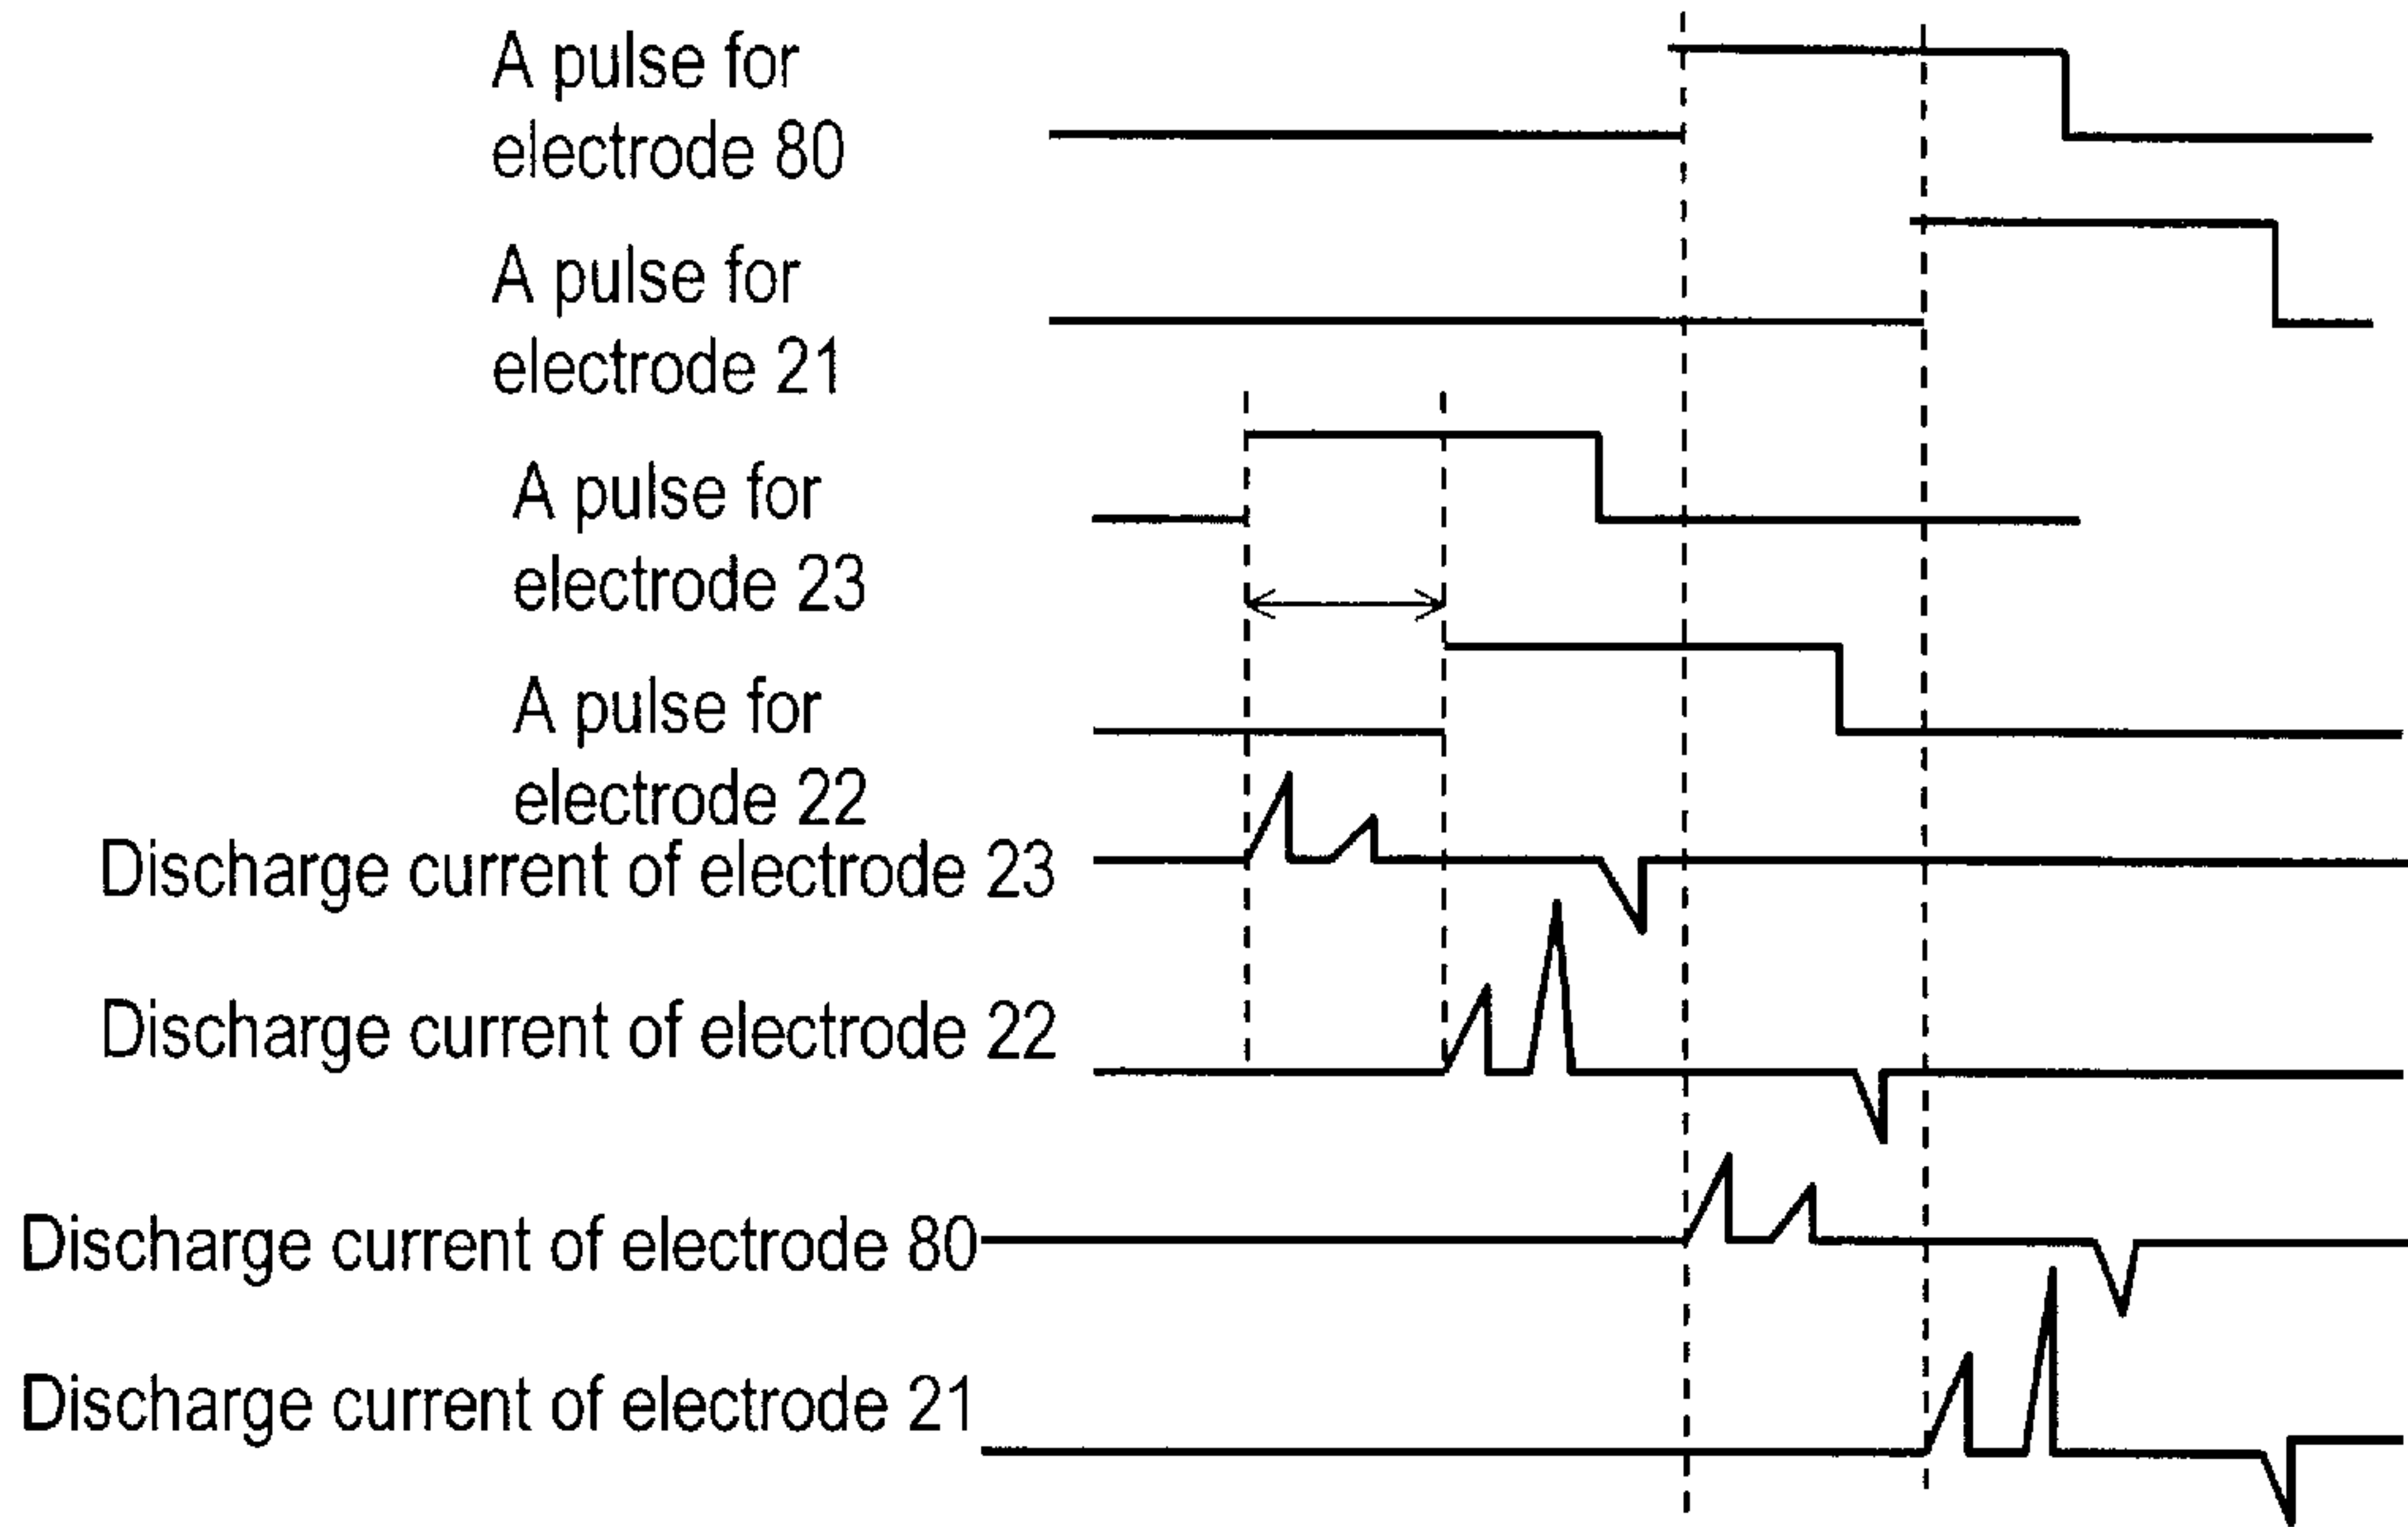 A pulse for
electrode 80
A pulse for
electrode 21
A pulse for
electrode 23
A pulse for
electrode 22
Discharge current of electrode 23
Discharge current of electrode 22
Discharge current of electrode 80
Discharge current of electrode 21